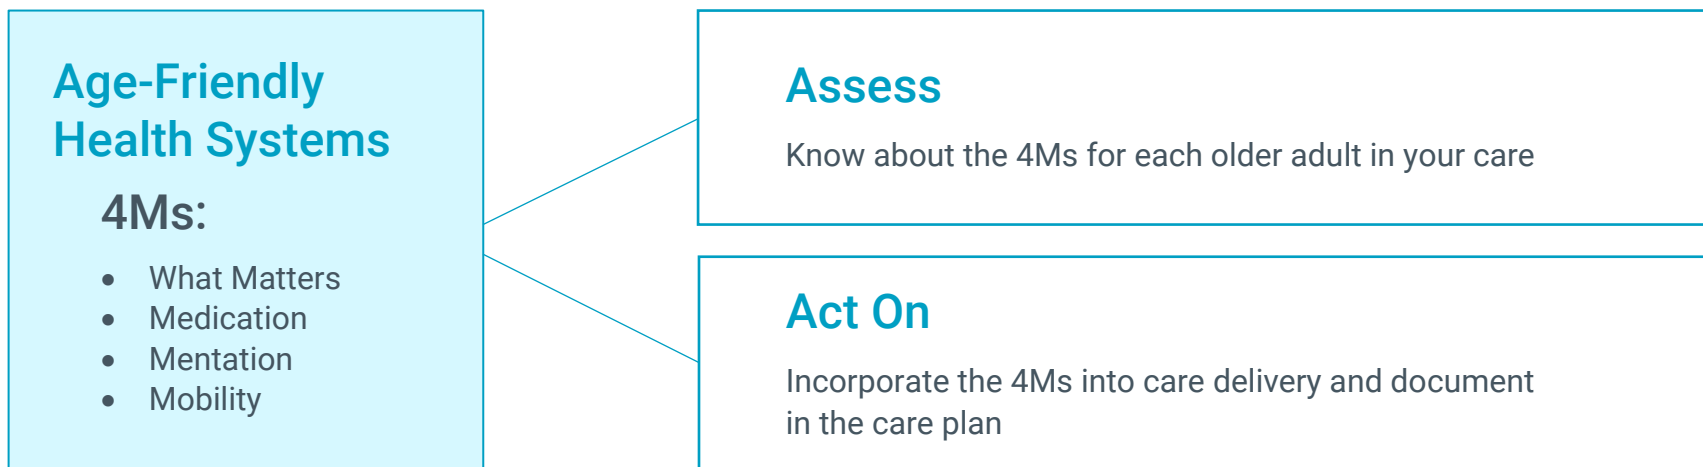 Age-Friendly
Health Systems
4Ms:
• What Matters
• Medication
• Mentation
• Mobility
Assess
Know about the 4Ms for each older adult in your care
Act On
Incorporate the 4Ms into care delivery and document
in the care plan